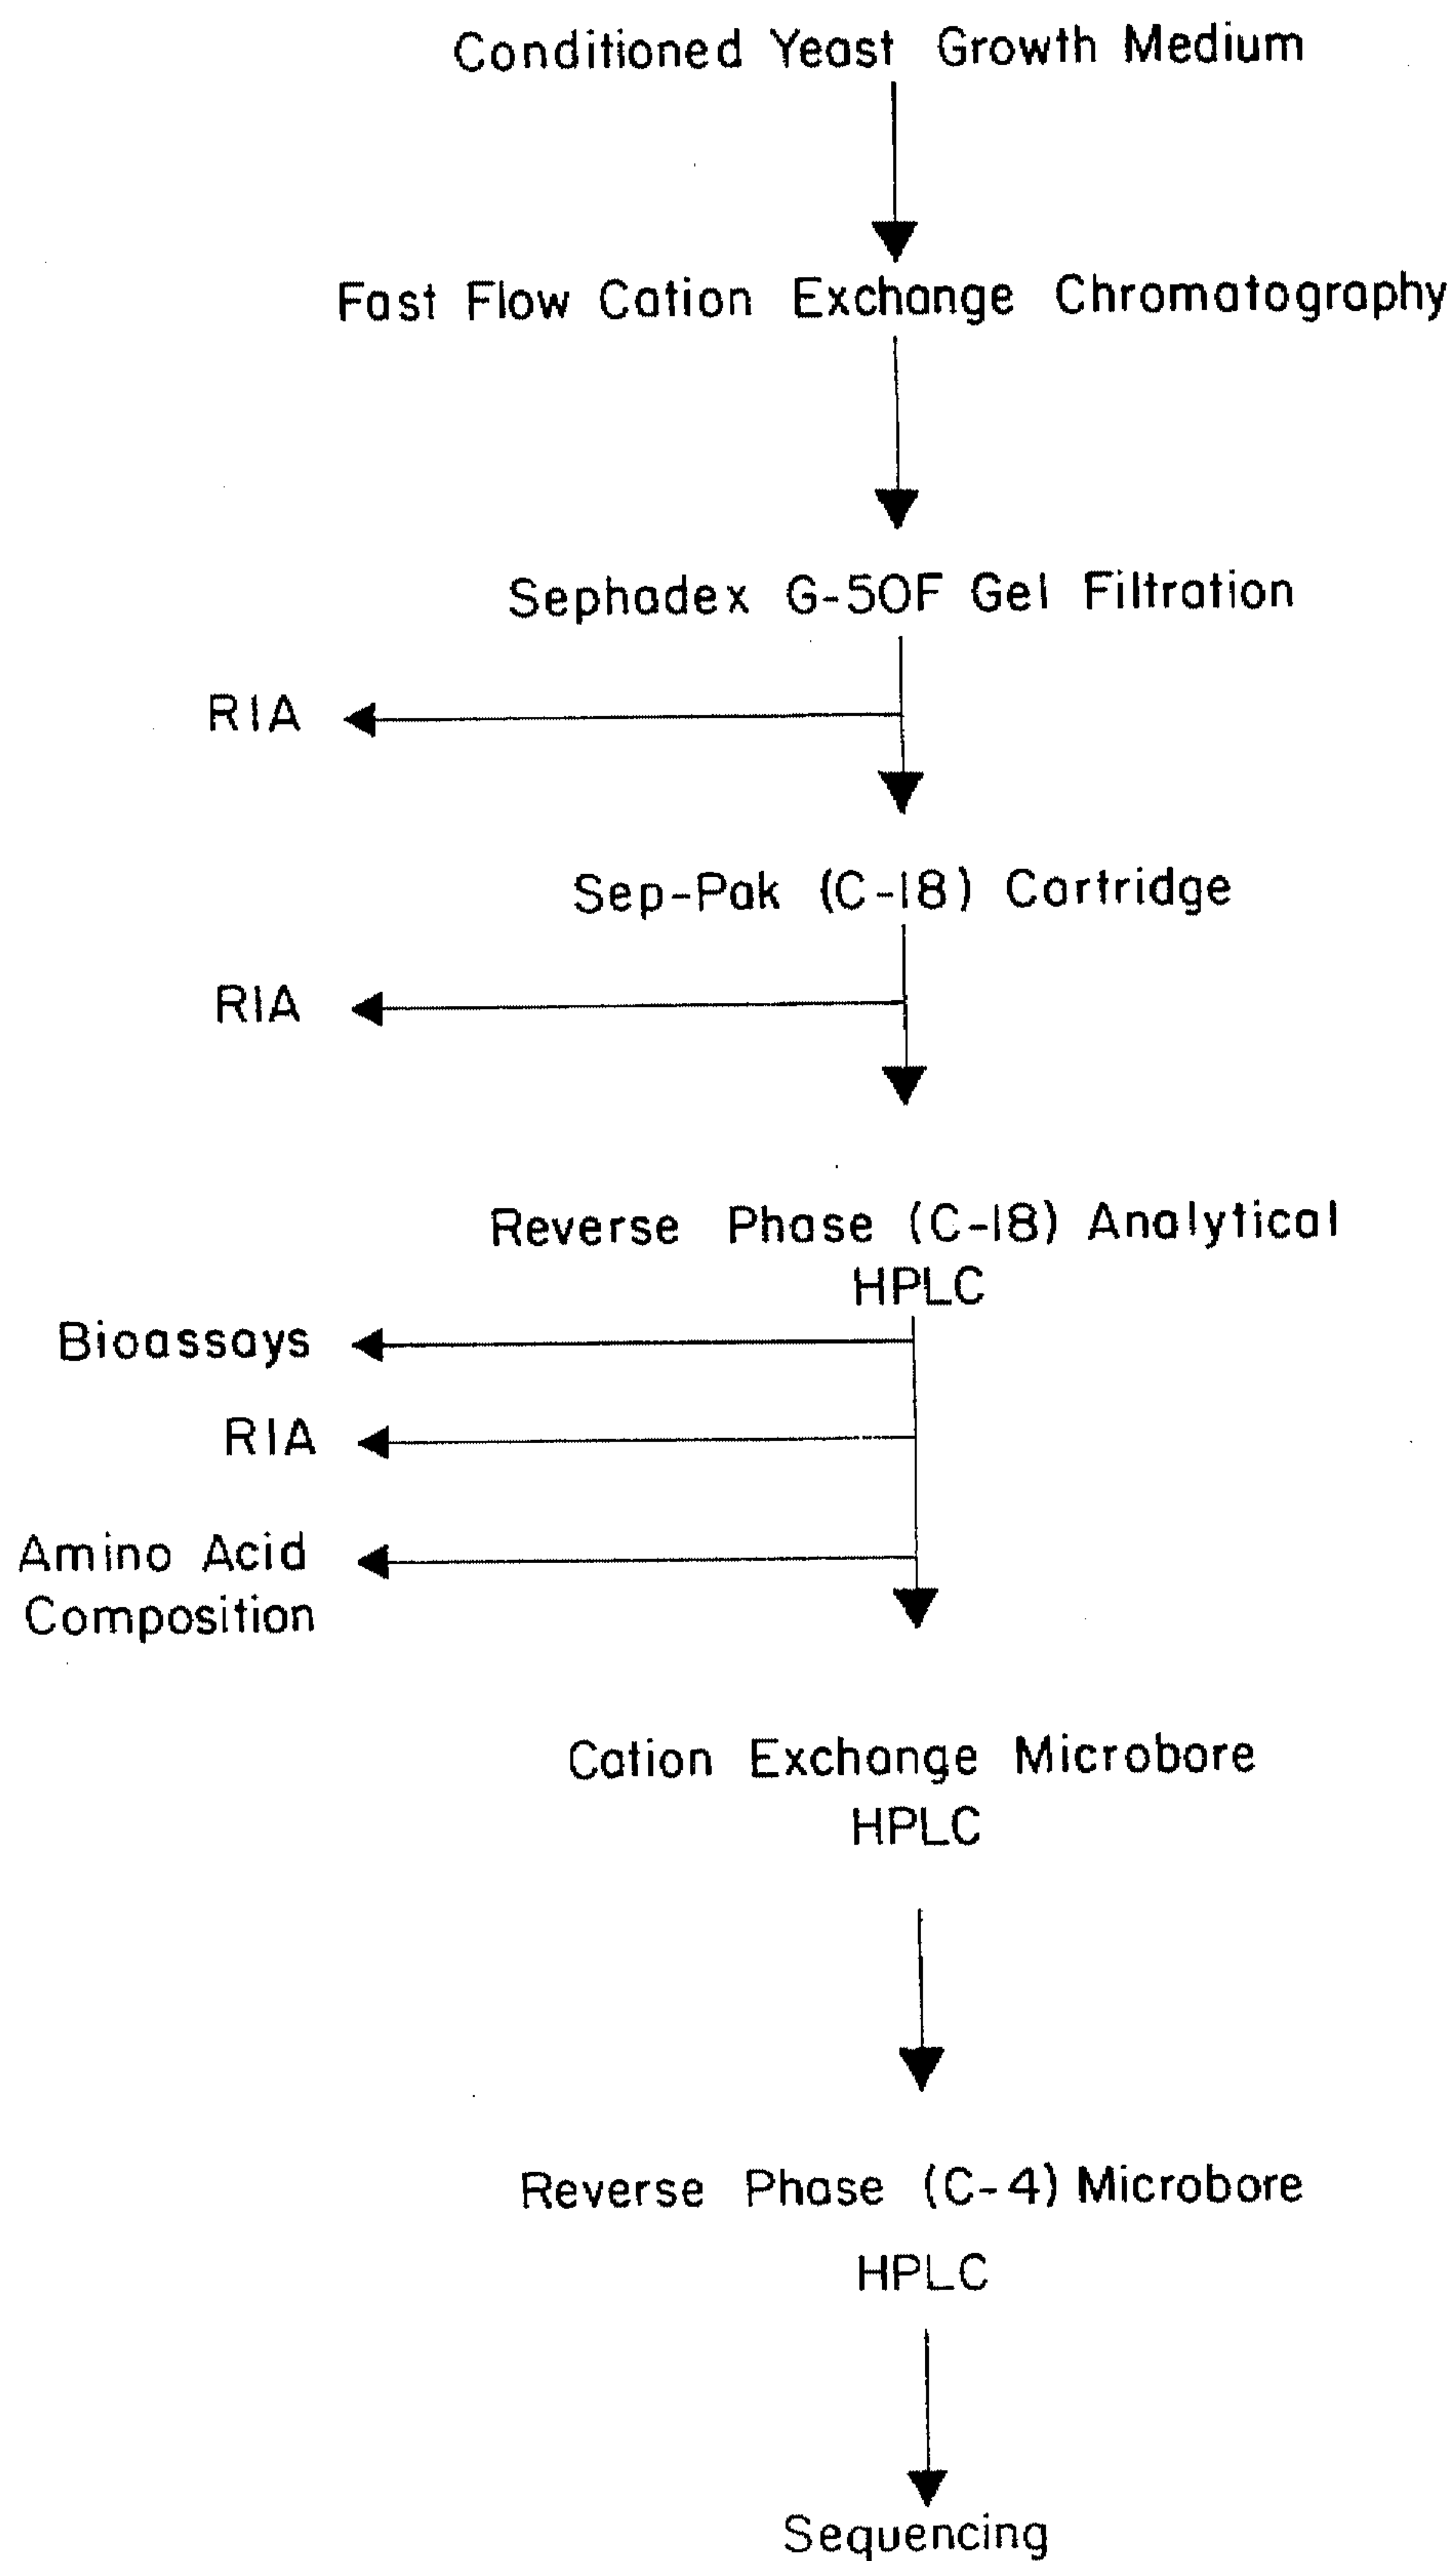 Conditioned Yeast Growth Medium
Fast Flow Cation Exchange Chromatography
Sephadex G-50F Gel Filtration
RIA
Sep-Pak (C-18) Cartridge
RIA
Reverse Phase (C-18) Analytical
HPLC
Bioassays
RIA
Amino Acid
Composition
Cation Exchange Microbore
HPLC
Reverse Phase (C-4) Microbore
HPLC
Sequencing